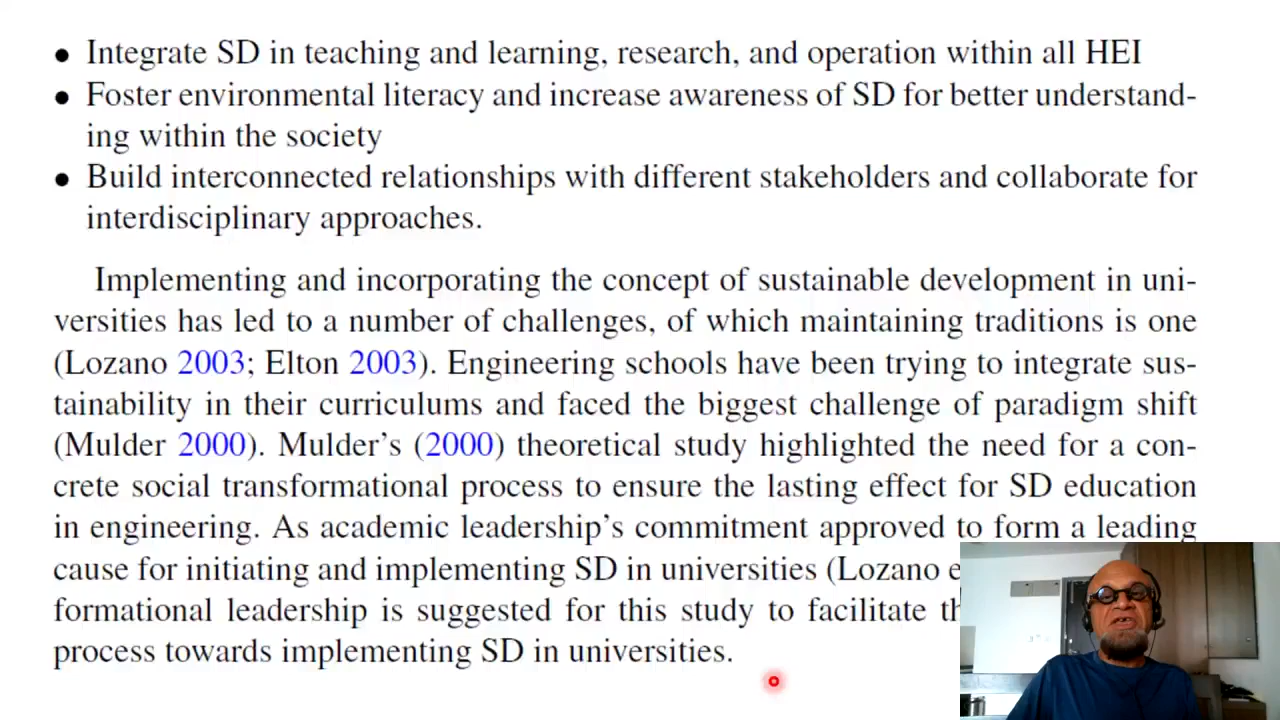 • Integrate SD in teaching and learning, research, and operation within all HEI
• Foster environmental literacy and increase awareness of SD for better understand-
ing within the society
• Build interconnected relationships with different stakeholders and collaborate for
interdisciplinary approaches.
Implementing and incorporating the concept of sustainable development in uni-
versities has led to a number of challenges, of which maintaining traditions is one
(Lozano 2003; Elton 2003). Engineering schools have been trying to integrate sus-
tainability in their curriculums and faced the biggest challenge of paradigm shift
(Mulder 2000). Mulder's (2000) theoretical study highlighted the need for a con-
crete social transformational process to ensure the lasting effect for SD education
in engineering. As academic leadership's commitment approved to form a leading
cause for initiating and implementing SD in universities (Lozano
formational leadership is suggested for this study to facilitate
process towards implementing SD in universities.